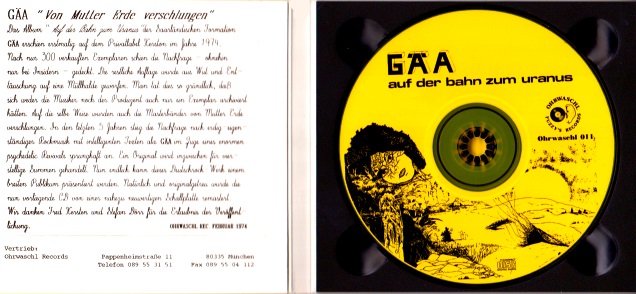 GÄA "Von Mutter Erde verschlungen"
Das Album "Auf der Bahn zum Uranus" der Saarländischen Formation
GÄA erschien erstmalig auf dem Privatlabel Kersten im Jahre 1974.
Nach nur 300 verkauften Exemplaren schien die Nachfrage - ohnehin
nur bei Insidern - gedeckt. Die restliche Auflage wurde aus Wut und Ent-
täuschung auf eine Müllhalde geworfen. Man tat dies so gründlich, daß
sich weder die Musiker noch der Produzent auch nur ein Exemplar archiviert
hätten. Auf die selbe Weise wurden auch die Masterbänder von Mutter Erde
verschlungen. In den letzten 5 Jahren stieg die Nachfrage nach eigen-
ständiger Rockmusik mit intelligenten Texten als GÄA im Zuge eines enormen
psychedelic Revivals sprunghaft an. Ein Original wird inzwischen für vier-
stellige Summen gehandelt. Nun endlich kann dieses Werk einem
breiten Publikum präsentiert werden. Natürlich und originalgetreu wurde die
nun vorliegende CD von einer nahezu neuwertigen Schallplatte remastert.
Wir danken Fred Kersten und Stefan Dörr für die Erlaubnis der Veröffent-
lichung.
OHRWASCHL REC. FEBRUAR 1974
Vertrieb:
Ohrwaschl Records Pappenheimstraße 11 80335 München
Telefon 089 55 31 51 Fax 089 55 04 112
GÄA
auf der bahn zum uranus
OHRWASCHL
RECORDS
Ohrwaschl 011